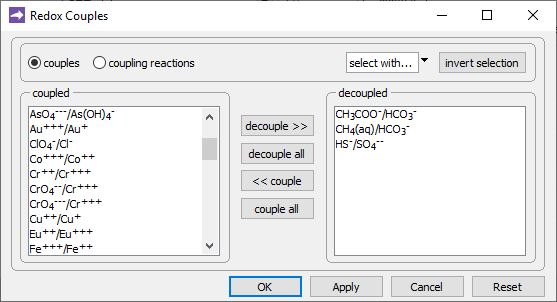 Redox Couples
couples
coupling reactions
select with...
invert selection
coupled
AsO₄⁻⁻⁻/As(OH)₄⁻
Au⁺⁺⁺/Au⁺
ClO₄⁻/Cl⁻
Co⁺⁺⁺/Co⁺⁺
Cr⁺⁺/Cr⁺⁺⁺
CrO₄⁻⁻/Cr⁺⁺⁺
CrO₄⁻⁻⁻/Cr⁺⁺⁺
Cu⁺⁺/Cu⁺
Eu⁺⁺/Eu⁺⁺⁺
Fe⁺⁺⁺/Fe⁺⁺
decouple >>
decouple all
<< couple
couple all
decoupled
CH₃COO⁻/HCO₃⁻
CH₄(aq)/HCO₃⁻
HS⁻/SO₄⁻⁻
OK
Apply
Cancel
Reset